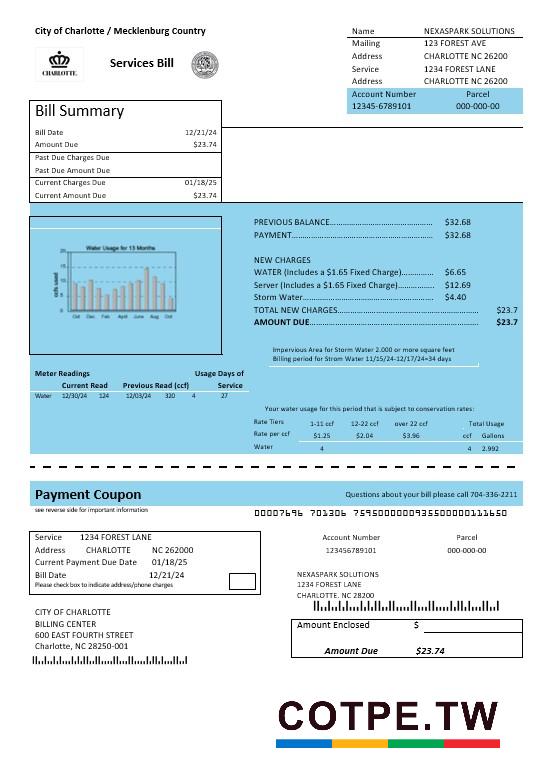 City of Charlotte / Mecklenburg Country
CHARLOTTE.
Services Bill
Name NEXASPARK SOLUTIONS
Mailing 123 FOREST AVE
Address CHARLOTTE NC 26200
Service 1234 FOREST LANE
Address CHARLOTTE NC 26200
Account Number Parcel
12345-6789101 000-000-00
Bill Summary
Bill Date 12/21/24
Amount Due $23.74
Past Due Charges Due
Past Due Amount Due
Current Charges Due 01/18/25
Current Amount Due $23.74
Water Usage for 13 Months
ccfs used
20
15
10
5
0
Oct Dec Feb April June Aug Oct
PREVIOUS BALANCE $32.68
PAYMENT $32.68
NEW CHARGES
WATER (Includes a $1.65 Fixed Charge) $6.65
Server (Includes a $1.65 Fixed Charge) $12.69
Storm Water $4.40
TOTAL NEW CHARGES $23.7
AMOUNT DUE $23.7
Impervious Area for Storm Water 2.000 or more square feet
Billing period for Strom Water 11/15/24-12/17/24=34 days
Meter Readings Usage Days of
Current Read Previous Read (ccf) Service
Water 12/30/24 124 12/03/24 320 4 27
Your water usage for this period that is subject to conservation rates:
Rate Tiers 1-11 ccf 12-22 ccf over 22 ccf Total Usage
Rate per ccf $1.25 $2.04 $3.96 ccf Gallons
Water 4 4 2.992
Payment Coupon
Questions about your bill please call 704-336-2211
see reverse side for important information
Service 1234 FOREST LANE
Address CHARLOTTE NC 262000
Current Payment Due Date 01/18/25
Bill Date 12/21/24
Please check box to indicate address/phone charges
Account Number Parcel
123456789101 000-000-00
NEXASPARK SOLUTIONS
1234 FOREST LANE
CHARLOTTE. NC 28200
CITY OF CHARLOTTE
BILLING CENTER
600 EAST FOURTH STREET
Charlotte, NC 28250-001
Amount Enclosed $
Amount Due $23.74
COTPE.TW